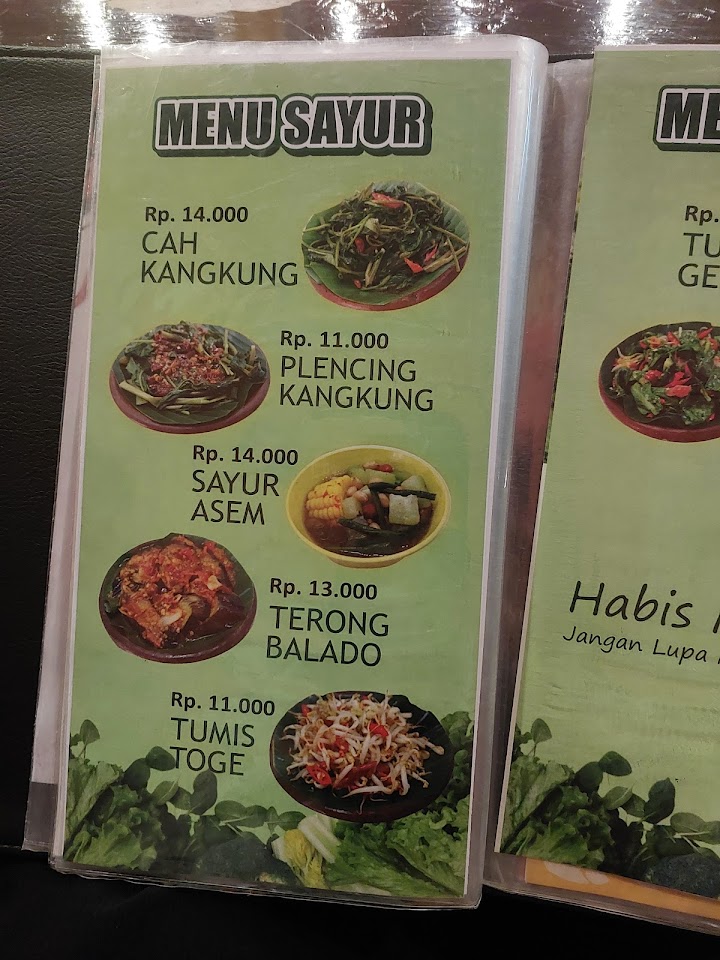 MENU SAYUR
Rp. 14.000
CAH
KANGKUNG
Rp. 11.000
PLENCING
KANGKUNG
Rp. 14.000
SAYUR
ASEM
Rp. 13.000
TERONG
BALADO
Rp. 11.000
TUMIS
TOGE
Rp.
Habis
Jangan Lupa